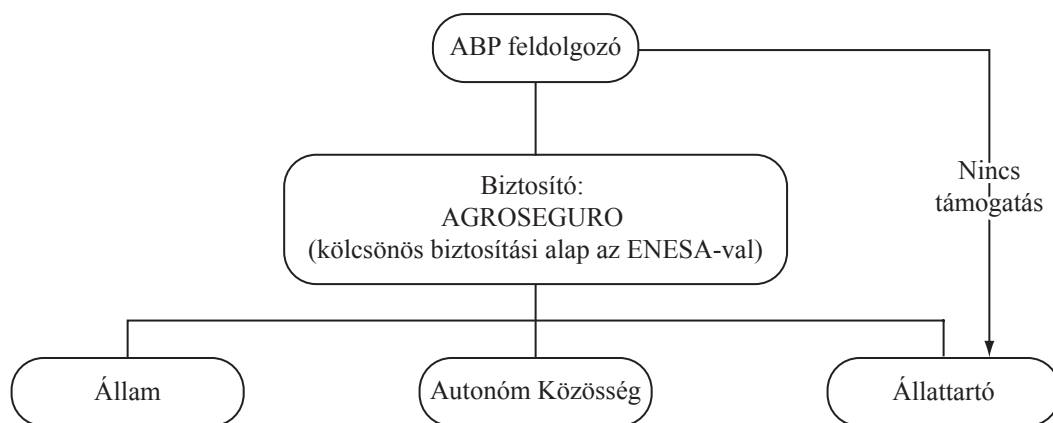 ABP feldolgozó
Biztosító:
AGROSEGURO
(kölcsönös biztosítási alap az ENESA-val)
Nincs
támogatás
Állam
Autonóm Közösség
Állattartó